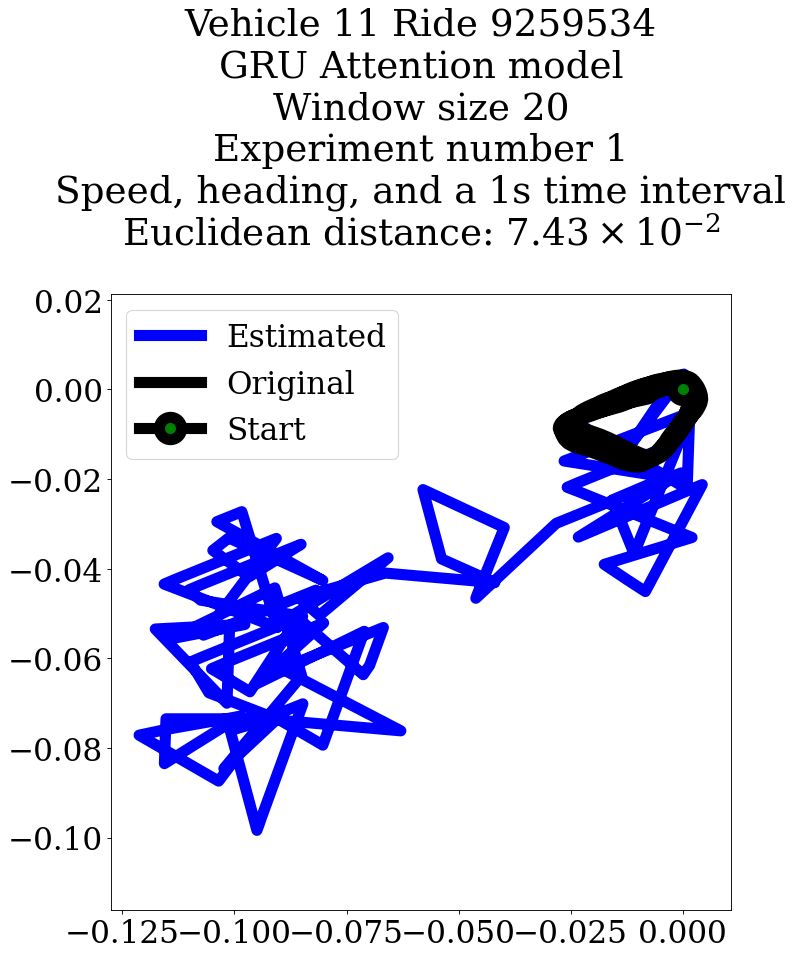 Vehicle 11 Ride 9259534
GRU Attention model
Window size 20
Experiment number 1
Speed, heading, and a 1s time interval
Euclidean distance: 7.43 × 10⁻²
0.02
Estimated
Original
Start
0.00
−0.02
−0.04
−0.06
−0.08
−0.10
−0.125 −0.100 −0.075 −0.050 −0.025 0.000